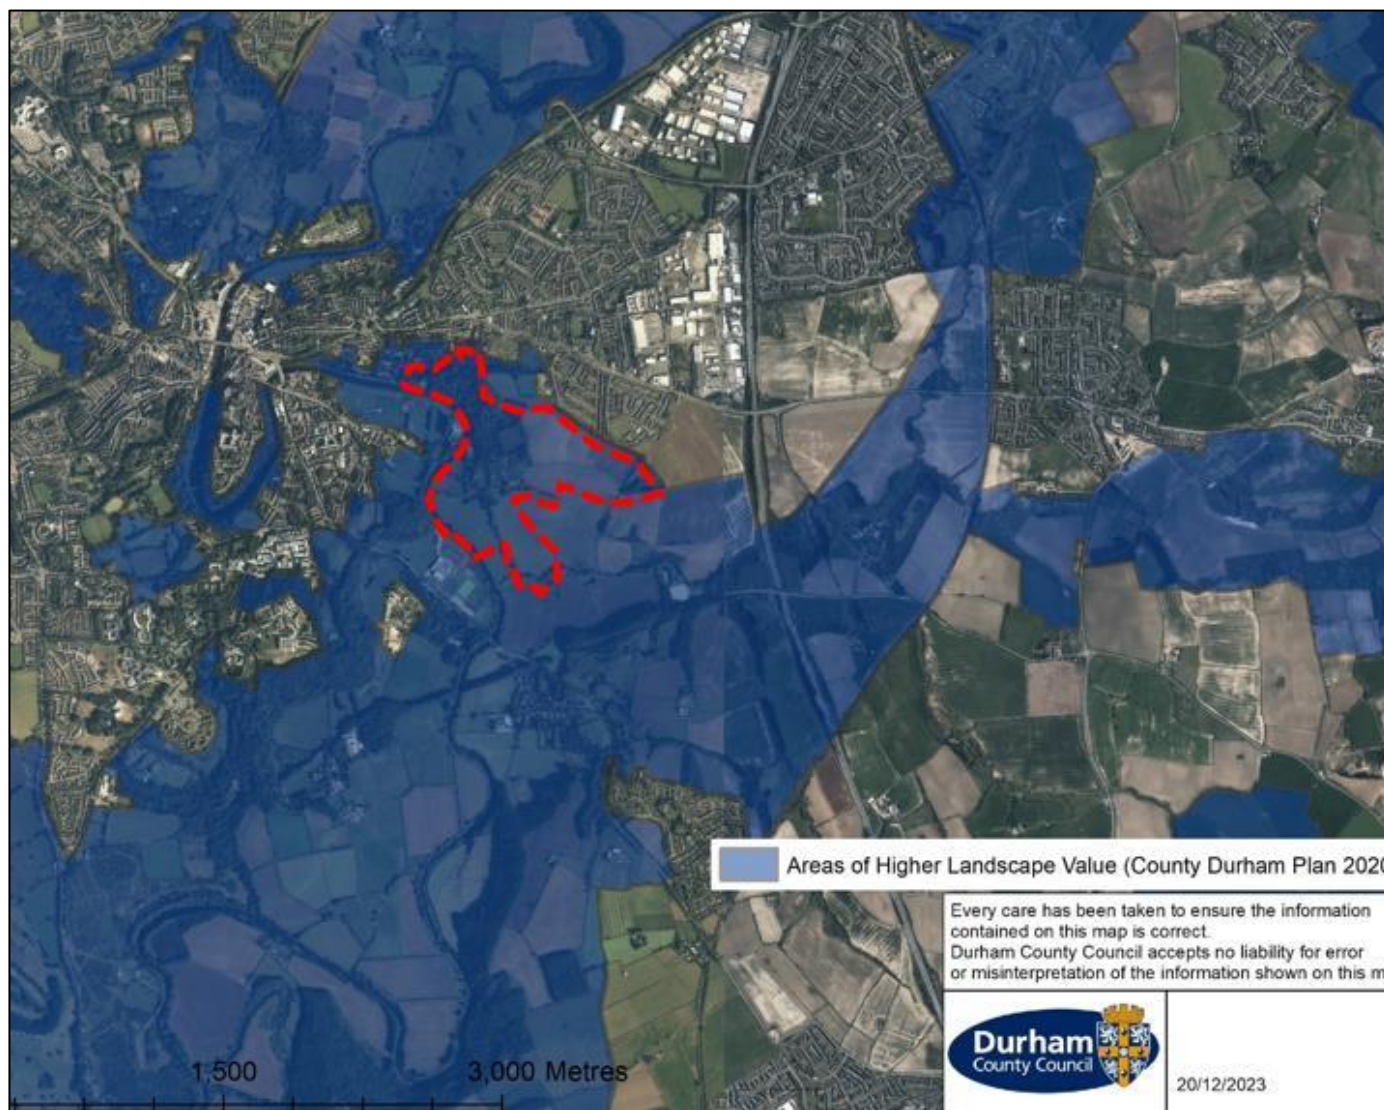 Areas of Higher Landscape Value (County Durham Plan 2020
Every care has been taken to ensure the information
contained on this map is correct.
Durham County Council accepts no liability for error
or misinterpretation of the information shown on this m
1,500 3,000 Metres
Durham
County Council
20/12/2023